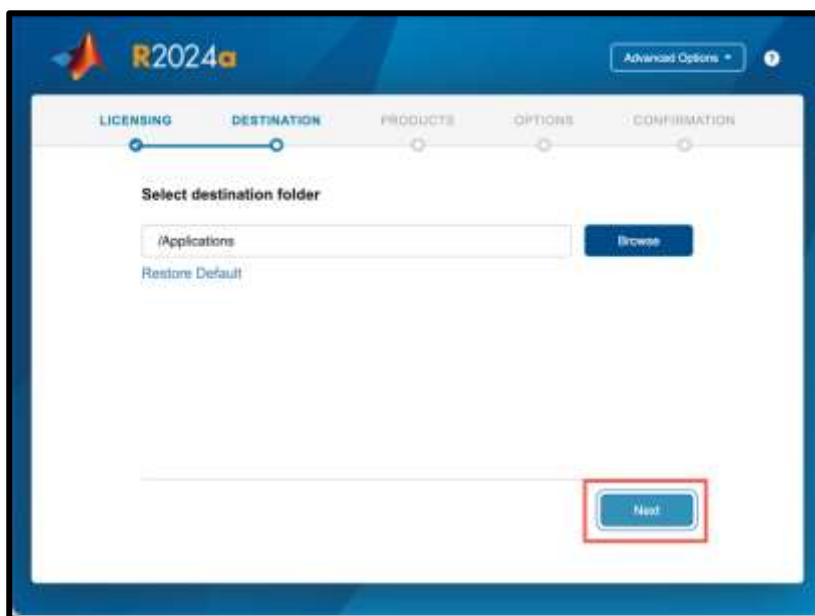 R2024a
Advanced Options
?
LICENSING DESTINATION PRODUCTS OPTIONS CONFIRMATION
Select destination folder
/Applications Browse
Restore Default
Next